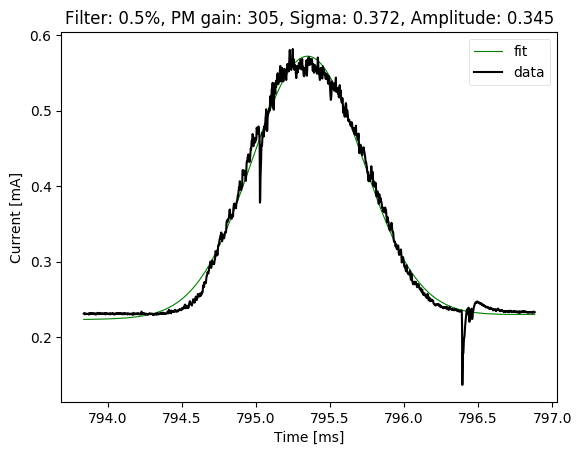 Filter: 0.5%, PM gain: 305, Sigma: 0.372, Amplitude: 0.345
fit
data
0.6
0.5
0.4
0.3
0.2
Current [mA]
794.0 794.5 795.0 795.5 796.0 796.5 797.0
Time [ms]